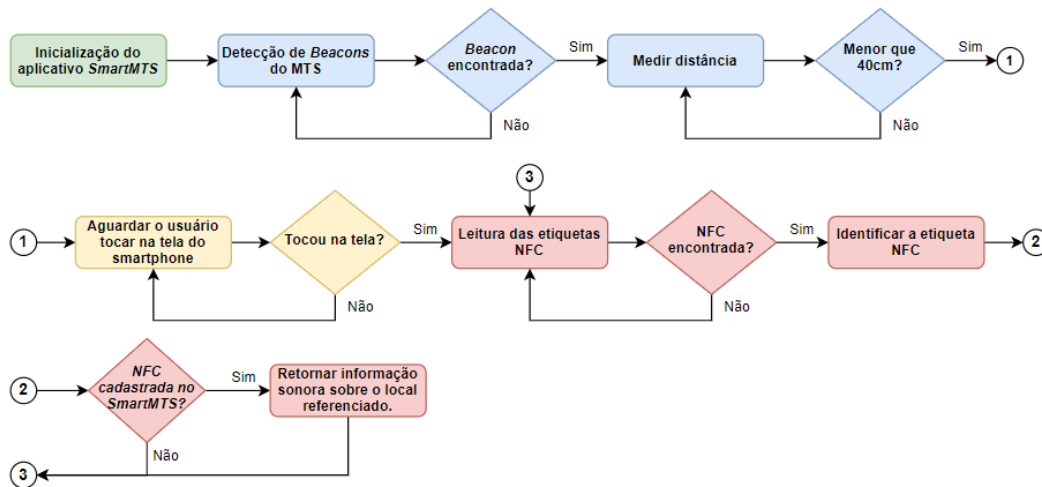 Inicialização do
aplicativo SmartMTS
Detecção de Beacons
do MTS
Beacon
encontrada?
Sim
Não
Medir distância
Menor que
40cm?
Sim
Não
1
1
Aguardar o usuário
tocar na tela do
smartphone
Tocou na tela?
Sim
Não
3
Leitura das etiquetas
NFC
NFC
encontrada?
Sim
Não
Identificar a etiqueta
NFC
2
2
NFC
cadastrada no
SmartMTS?
Sim
Não
Retornar informação
sonora sobre o local
referenciado.
3